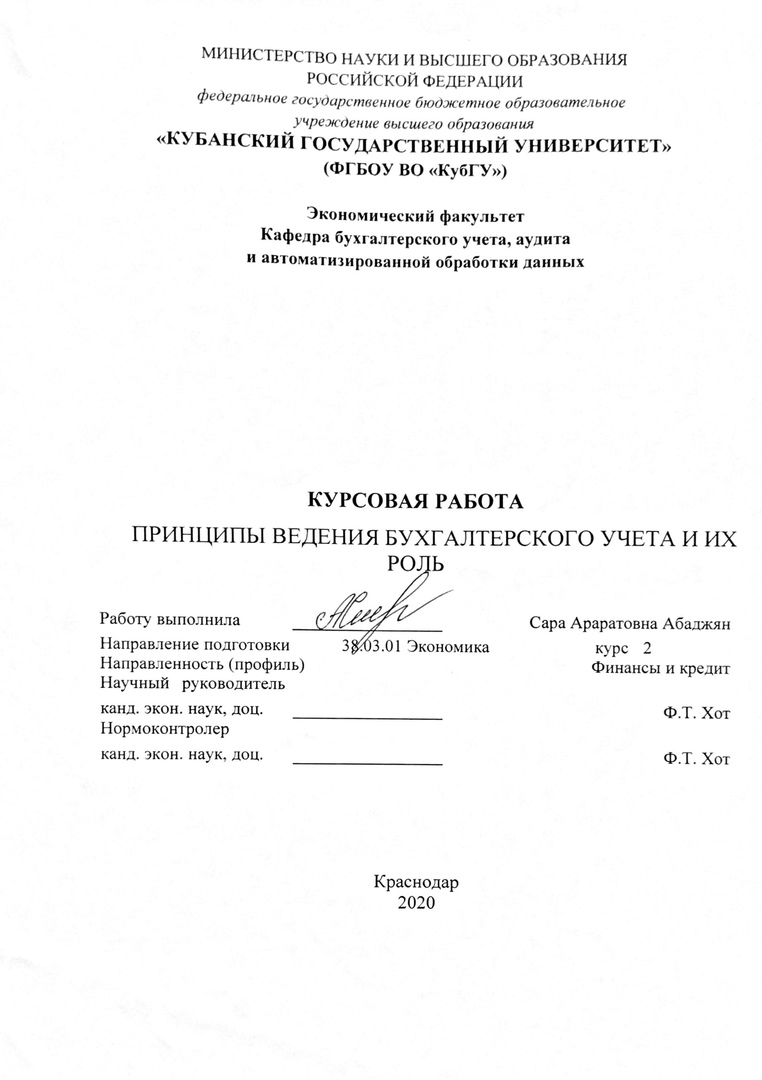 МИНИСТЕРСТВО НАУКИ И ВЫСШЕГО ОБРАЗОВАНИЯ
РОССИЙСКОЙ ФЕДЕРАЦИИ
федеральное государственное бюджетное образовательное
учреждение высшего образования
«КУБАНСКИЙ ГОСУДАРСТВЕННЫЙ УНИВЕРСИТЕТ»
(ФГБОУ ВО «КубГУ»)
Экономический факультет
Кафедра бухгалтерского учета, аудита
и автоматизированной обработки данных
КУРСОВАЯ РАБОТА
ПРИНЦИПЫ ВЕДЕНИЯ БУХГАЛТЕРСКОГО УЧЕТА И ИХ
РОЛЬ
Работу выполнила Сара Араратовна Абаджян
Направление подготовки 38.03.01 Экономика курс 2
Направленность (профиль) Финансы и кредит
Научный руководитель
канд. экон. наук, доц. Ф.Т. Хот
Нормоконтролер
канд. экон. наук, доц. Ф.Т. Хот
Краснодар
2020